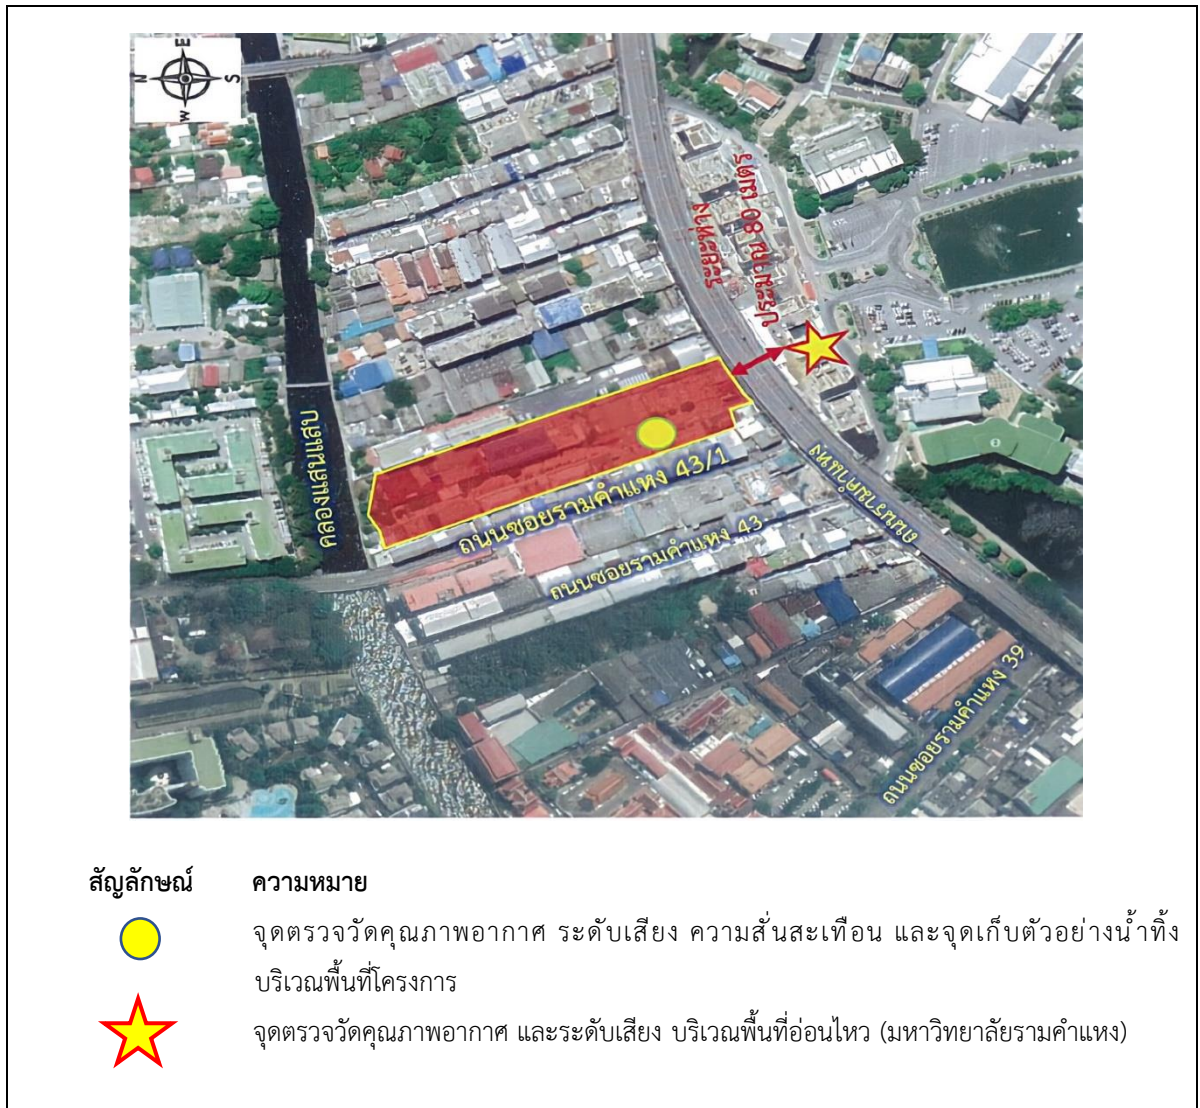 E
N
S
W
ระยะห่าง
ประมาณ 80 เมตร
คลองแสนแสบ
ถนนซอยรามคำแหง 43/1
ถนนรามคำแหง
ถนนซอยรามคำแหง 43
ถนนซอยรามคำแหง 39
สัญลักษณ์ ความหมาย
จุดตรวจวัดคุณภาพอากาศ ระดับเสียง ความสั่นสะเทือน และจุดเก็บตัวอย่างน้ำทิ้ง
บริเวณพื้นที่โครงการ
จุดตรวจวัดคุณภาพอากาศ และระดับเสียง บริเวณพื้นที่อ่อนไหว (มหาวิทยาลัยรามคำแหง)